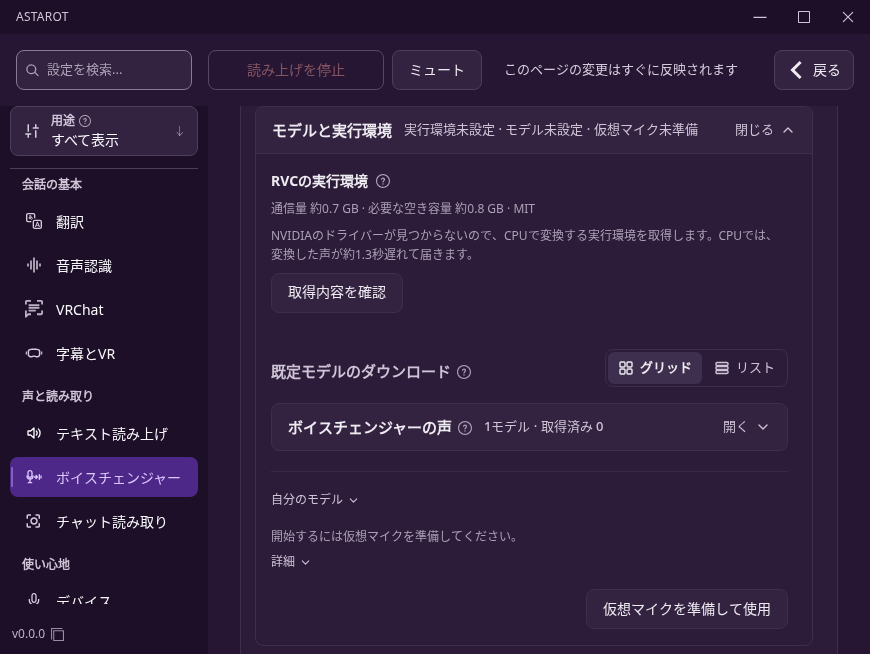 ASTAROT
設定を検索...
読み上げを停止
ミュート
このページの変更はすぐに反映されます
戻る
用途
すべて表示
会話の基本
翻訳
音声認識
VRChat
字幕とVR
声と読み取り
テキスト読み上げ
ボイスチェンジャー
チャット読み取り
使い心地
デバイス
v0.0.0
モデルと実行環境 実行環境未設定 · モデル未設定 · 仮想マイク未準備 閉じる
RVCの実行環境
通信量 約0.7 GB · 必要な空き容量 約0.8 GB · MIT
NVIDIAのドライバーが見つからないので、CPUで変換する実行環境を取得します。CPUでは、
変換した声が約1.3秒遅れて届きます。
取得内容を確認
既定モデルのダウンロード
グリッド
リスト
ボイスチェンジャーの声 1モデル · 取得済み 0 開く
自分のモデル
開始するには仮想マイクを準備してください。
詳細
仮想マイクを準備して使用